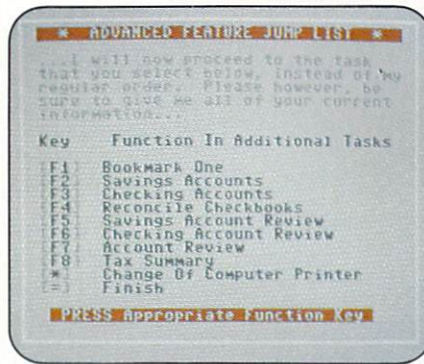 * ADVANCED FEATURE JUMP LIST *
...I will now proceed to the task
that you select below, instead of my
regular order. Please however, be
sure to give me all of your current
information...
Key Function In Additional Tasks
[F1] Bookmark One
[F2] Savings Accounts
[F3] Checking Accounts
[F4] Reconcile Checkbooks
[F5] Savings Account Review
[F6] Checking Account Review
[F7] Account Review
[F8] Tax Summary
[*] Change Of Computer Printer
[=] Finish
PRESS Appropriate Function Key